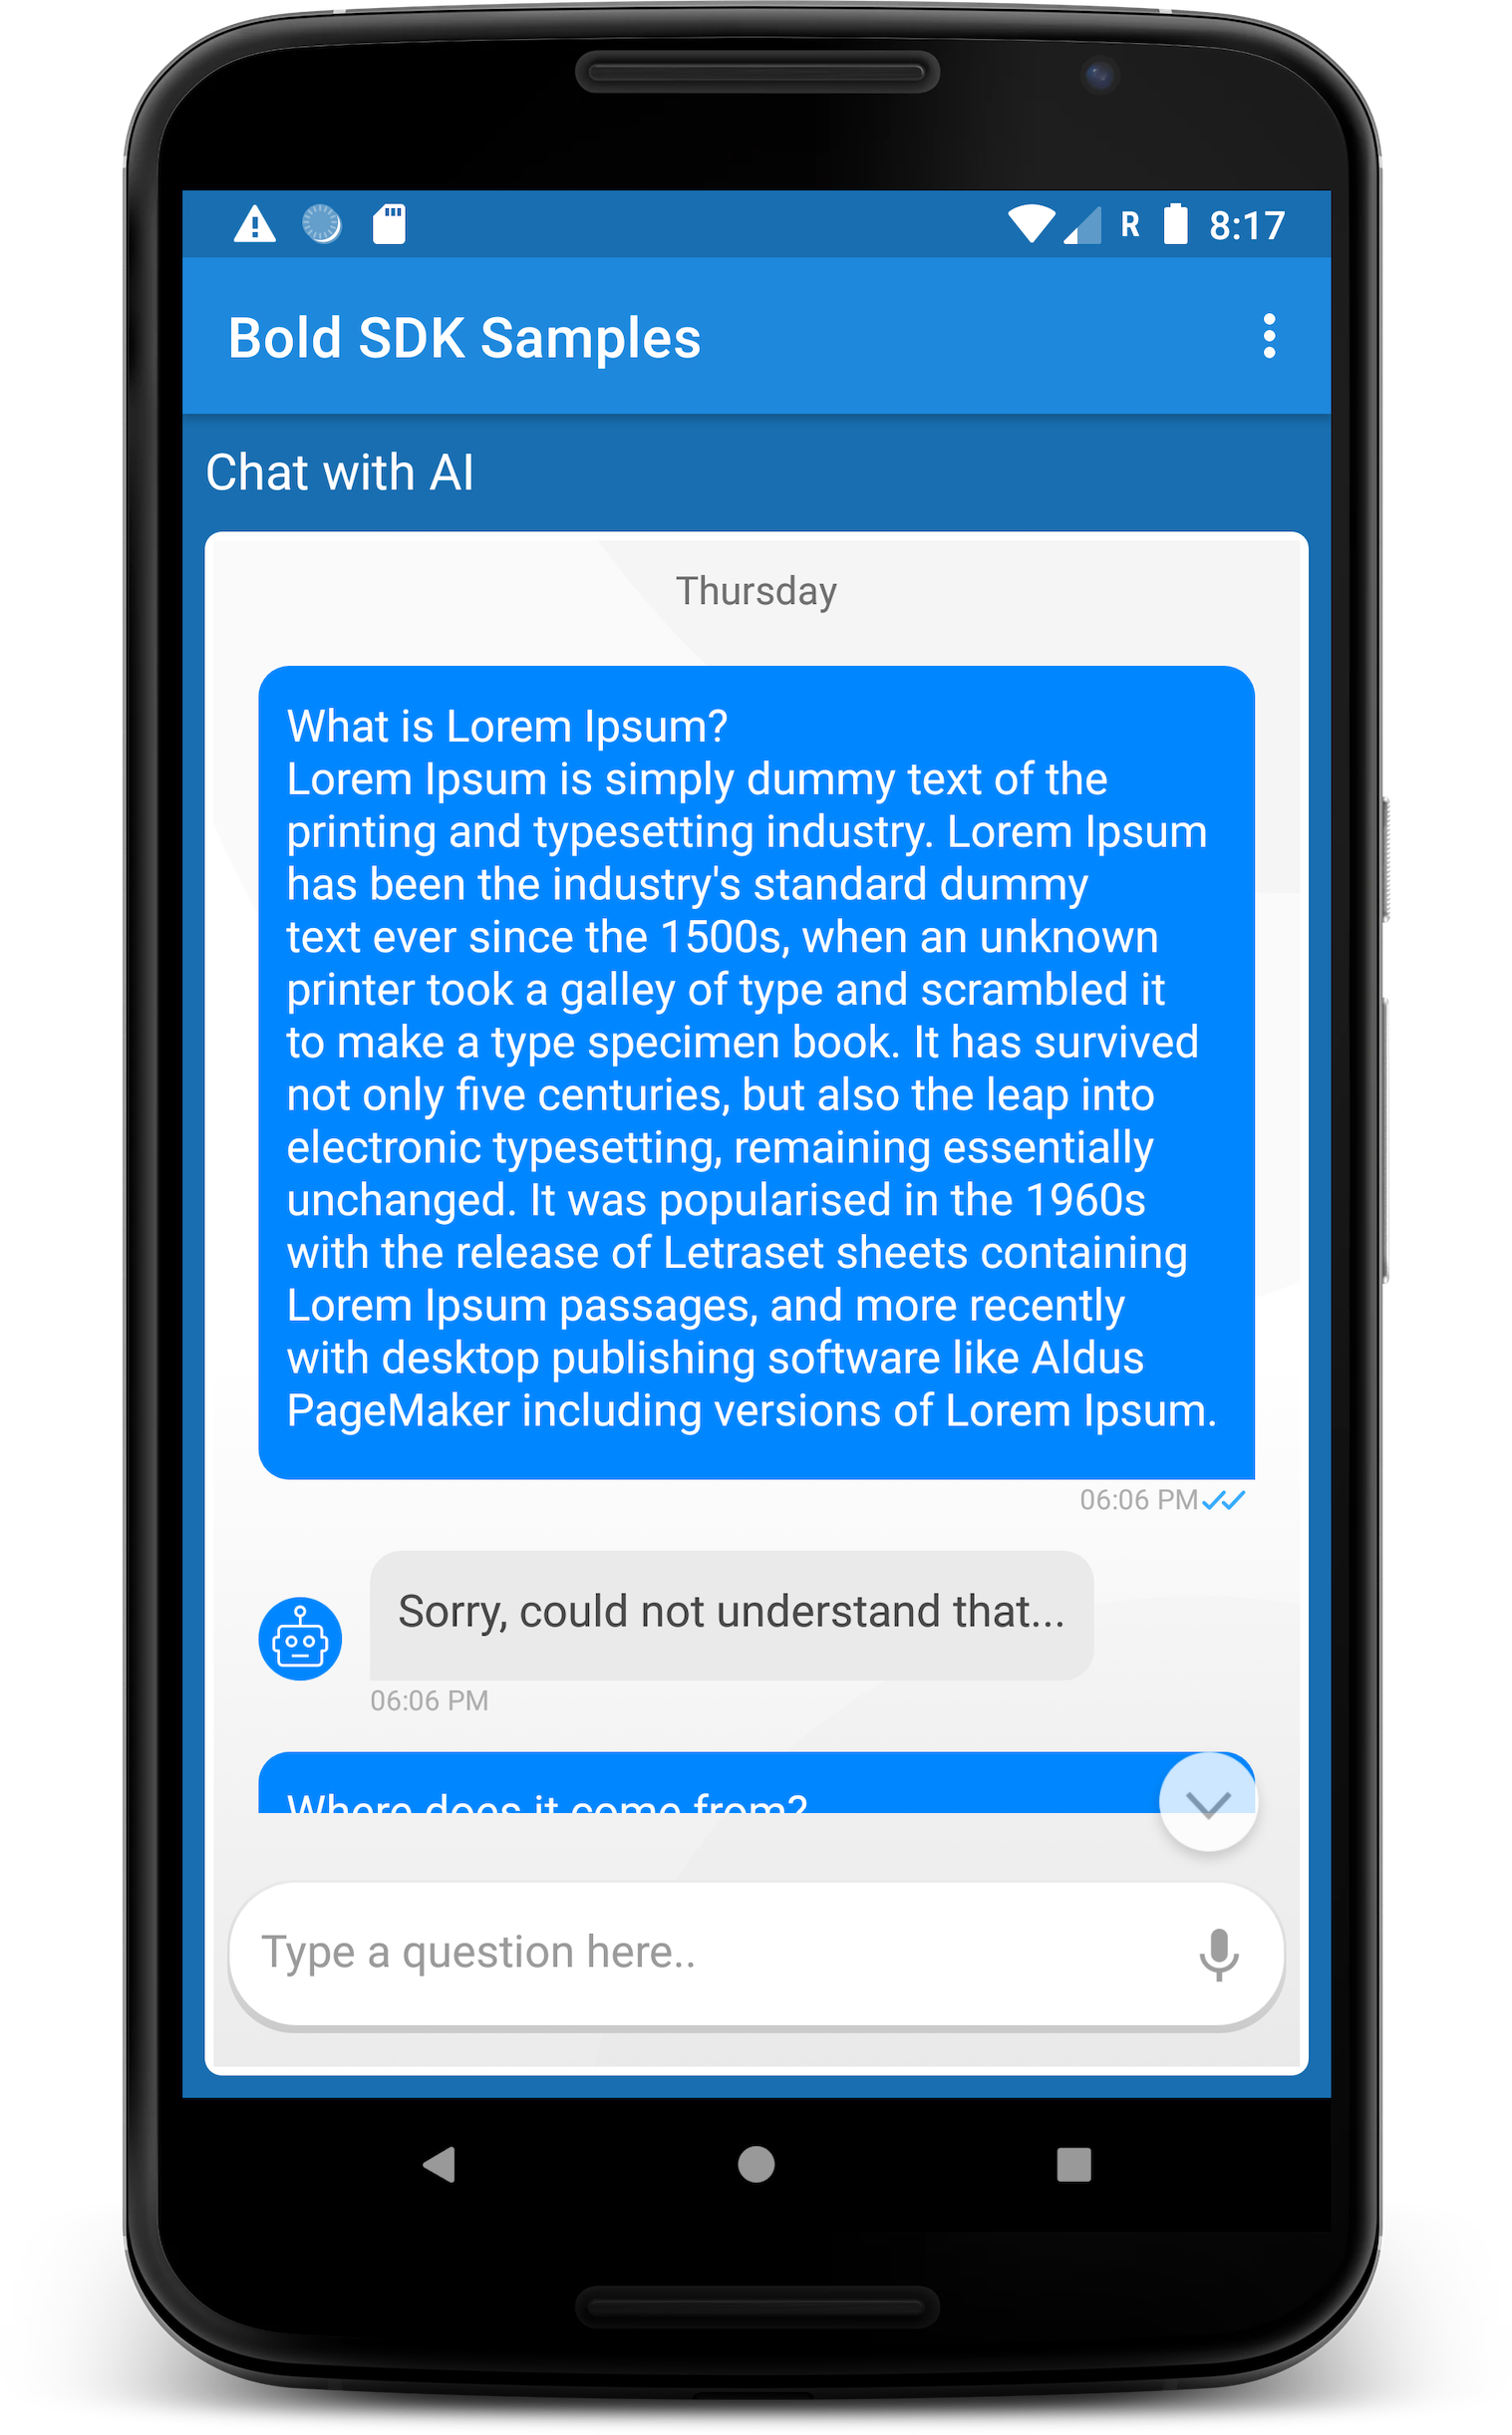 R 8:17
Bold SDK Samples
Chat with AI
Thursday
What is Lorem Ipsum?
Lorem Ipsum is simply dummy text of the
printing and typesetting industry. Lorem Ipsum
has been the industry's standard dummy
text ever since the 1500s, when an unknown
printer took a galley of type and scrambled it
to make a type specimen book. It has survived
not only five centuries, but also the leap into
electronic typesetting, remaining essentially
unchanged. It was popularised in the 1960s
with the release of Letraset sheets containing
Lorem Ipsum passages, and more recently
with desktop publishing software like Aldus
PageMaker including versions of Lorem Ipsum.
06:06 PM
Sorry, could not understand that...
06:06 PM
Where does it come from?
Type a question here..